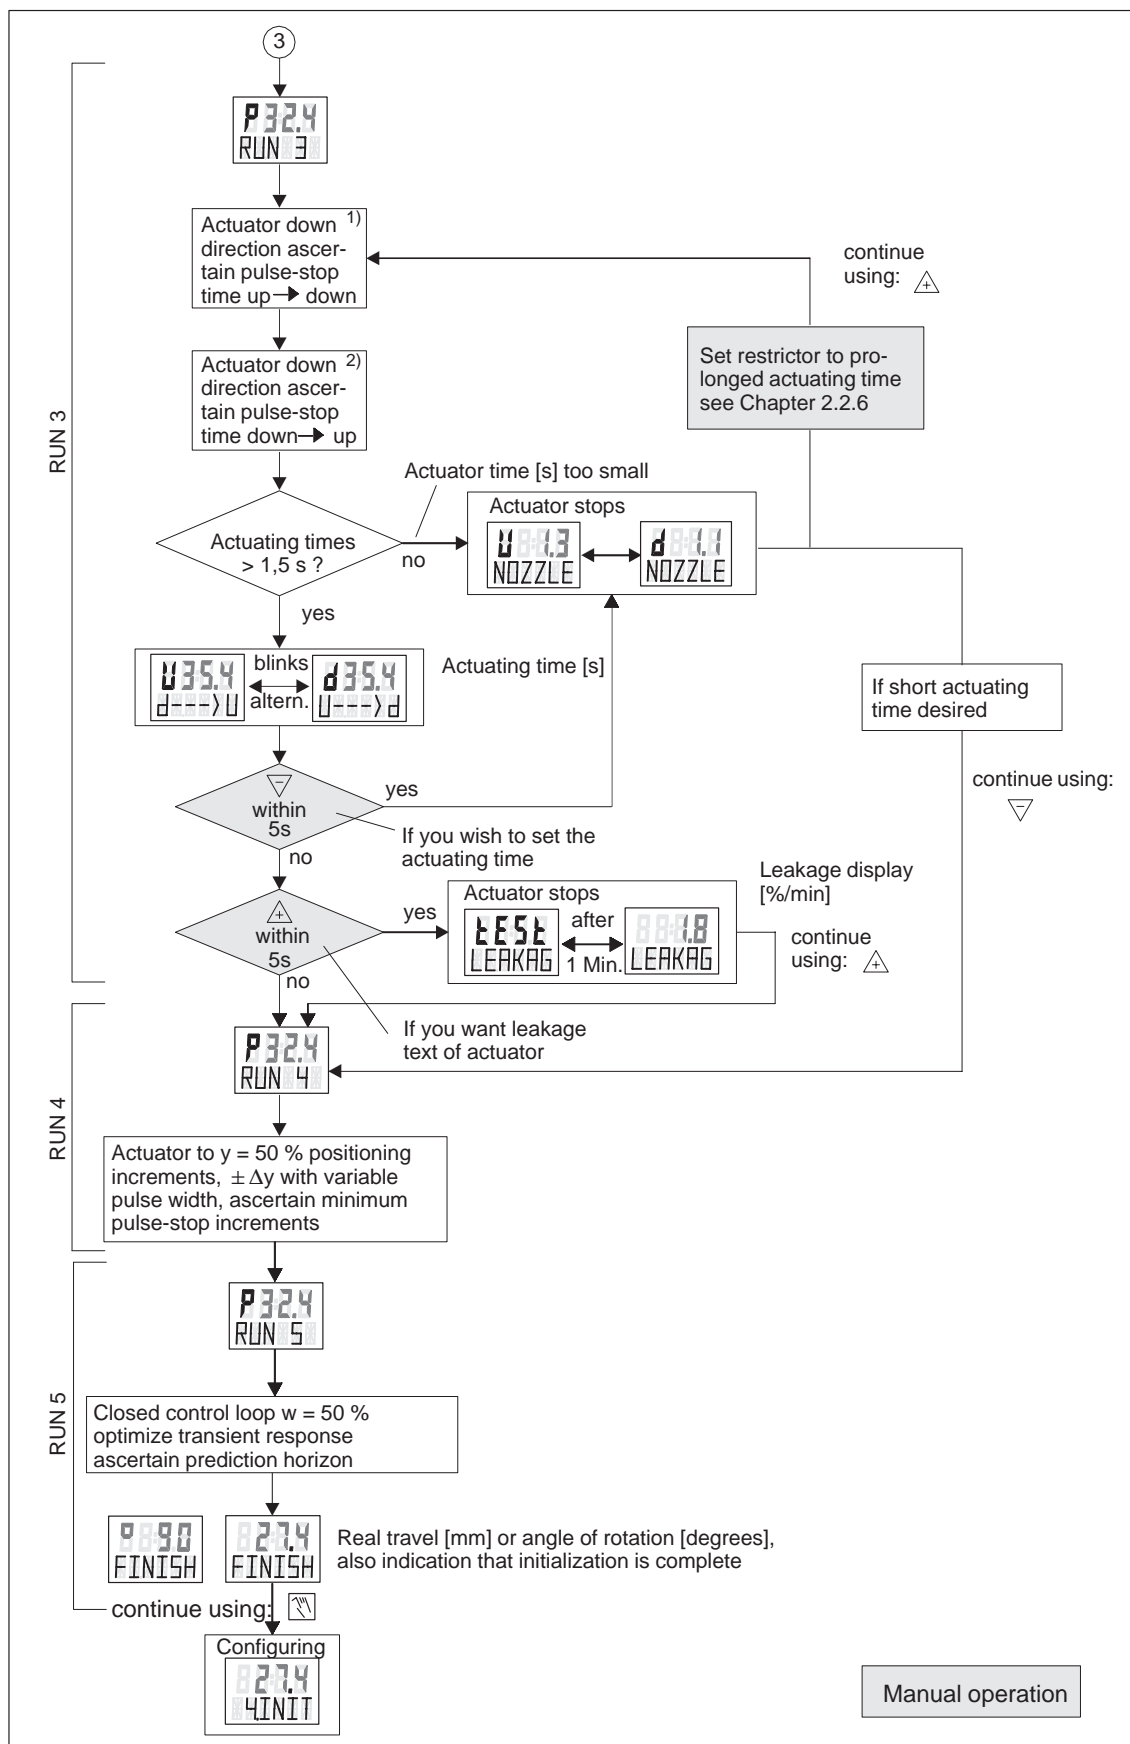 3
P32.4
RUN 3
Actuator down 1)
direction ascer-
tain pulse-stop
time up → down
continue
using: +
Set restrictor to pro-
longed actuating time
see Chapter 2.2.6
Actuator down 2)
direction ascer-
tain pulse-stop
time down → up
RUN 3
Actuator time [s] too small
Actuating times
> 1,5 s ?
no
Actuator stops
U 1.3
NOZZLE
d 1.1
NOZZLE
yes
U35.4
d--->U
blinks
altern.
d35.4
U--->d
Actuating time [s]
If short actuating
time desired
continue using:
−
−
within
5s
yes
If you wish to set the
actuating time
no
+
within
5s
yes
Actuator stops
tESt
LEAKAG
after
1 Min.
1.8
LEAKAG
Leakage display
[%/min]
continue
using: +
no
If you want leakage
text of actuator
P32.4
RUN 4
RUN 4
Actuator to y = 50 % positioning
increments, ± Δy with variable
pulse width, ascertain minimum
pulse-stop increments
P32.4
RUN 5
RUN 5
Closed control loop w = 50 %
optimize transient response
ascertain prediction horizon
° 90
FINISH
27.4
FINISH
Real travel [mm] or angle of rotation [degrees],
also indication that initialization is complete
continue using:
Configuring
27.4
4.INIT
Manual operation